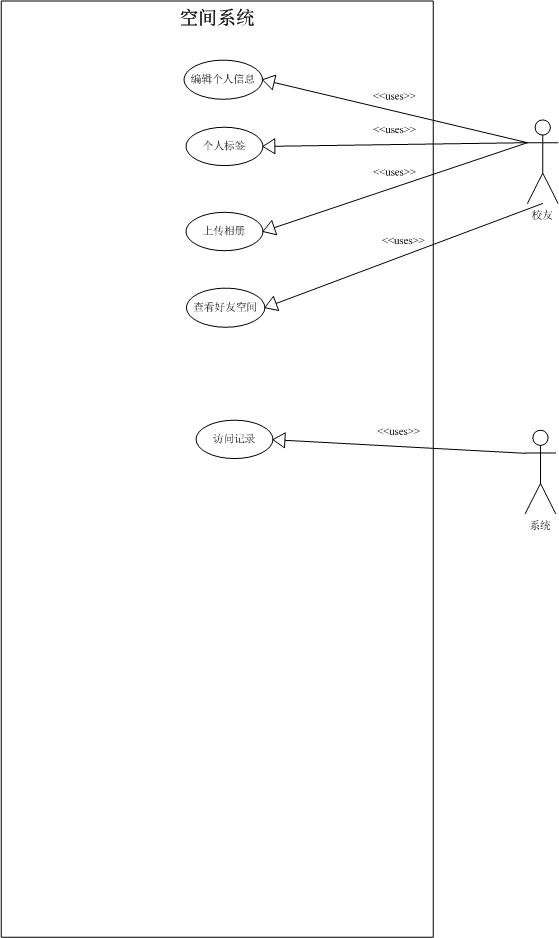 空间系统
编辑个人信息
<<uses>>
个人标签
<<uses>>
上传相册
<<uses>>
校友
<<uses>>
查看好友空间
访问记录
<<uses>>
系统